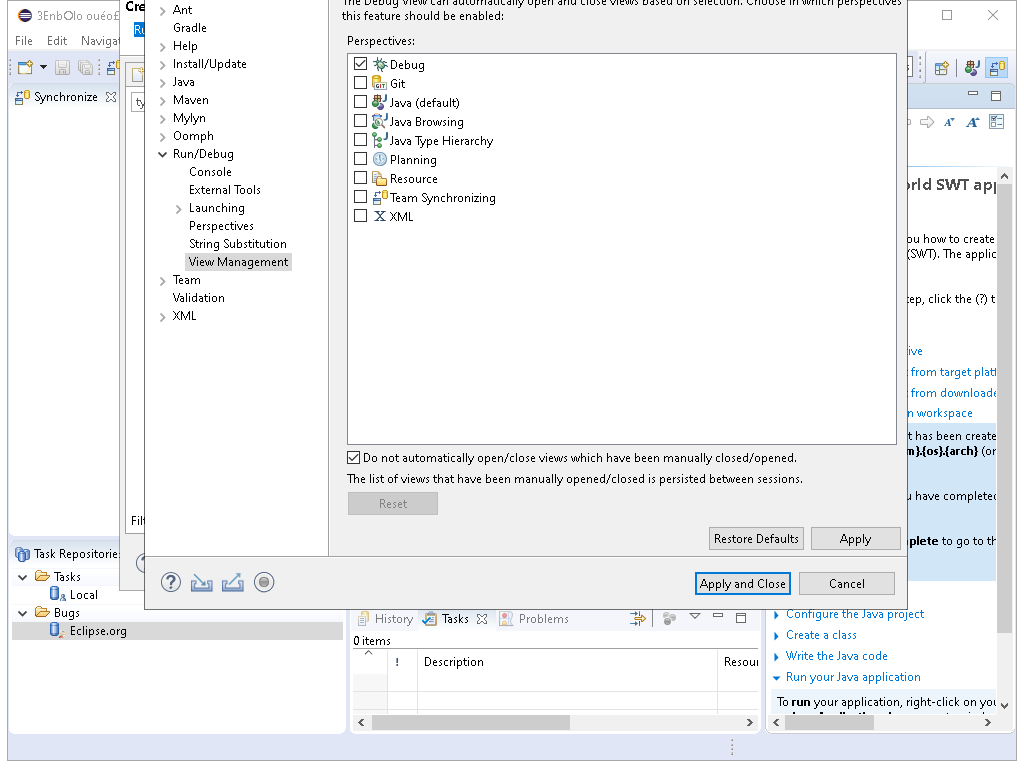 3EnbOlo ouéof
File Edit Navigat
Synchronize
Cre
Ru
ty
Filt
Ant
Gradle
Help
Install/Update
Java
Maven
Mylyn
Oomph
Run/Debug
Console
External Tools
Launching
Perspectives
String Substitution
View Management
Team
Validation
XML
The Debug View can automatically open and close views based on selection. Choose in which perspectives
this feature should be enabled:
Perspectives:
Debug
Git
Java (default)
Java Browsing
Java Type Hierarchy
Planning
Resource
Team Synchronizing
XML
Do not automatically open/close views which have been manually closed/opened.
The list of views that have been manually opened/closed is persisted between sessions.
Reset
Restore Defaults Apply
Apply and Close Cancel
orld SWT app
ou how to create
(SWT). The applic
tep, click the (?) t
tive
t from target platf
t from downloade
n workspace
t has been create
m}.{os}.{arch} (or
u have completed
plete to go to th
Configure the Java project
Create a class
Write the Java code
Run your Java application
To run your application, right-click on you
Task Repositories
Tasks
Local
Bugs
Eclipse.org
History Tasks Problems
0 items
! Description Resour